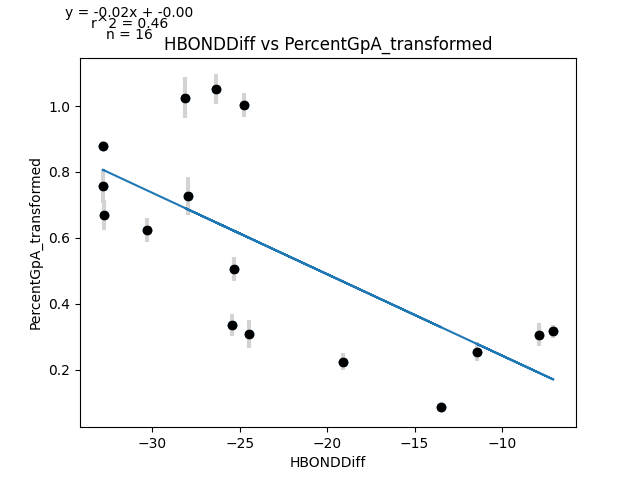 y = -0.02x + -0.00
r^2 = 0.46
n = 16
HBONDDiff vs PercentGpA_transformed
PercentGpA_transformed
1.0
0.8
0.6
0.4
0.2
−30
−25
−20
−15
−10
HBONDDiff